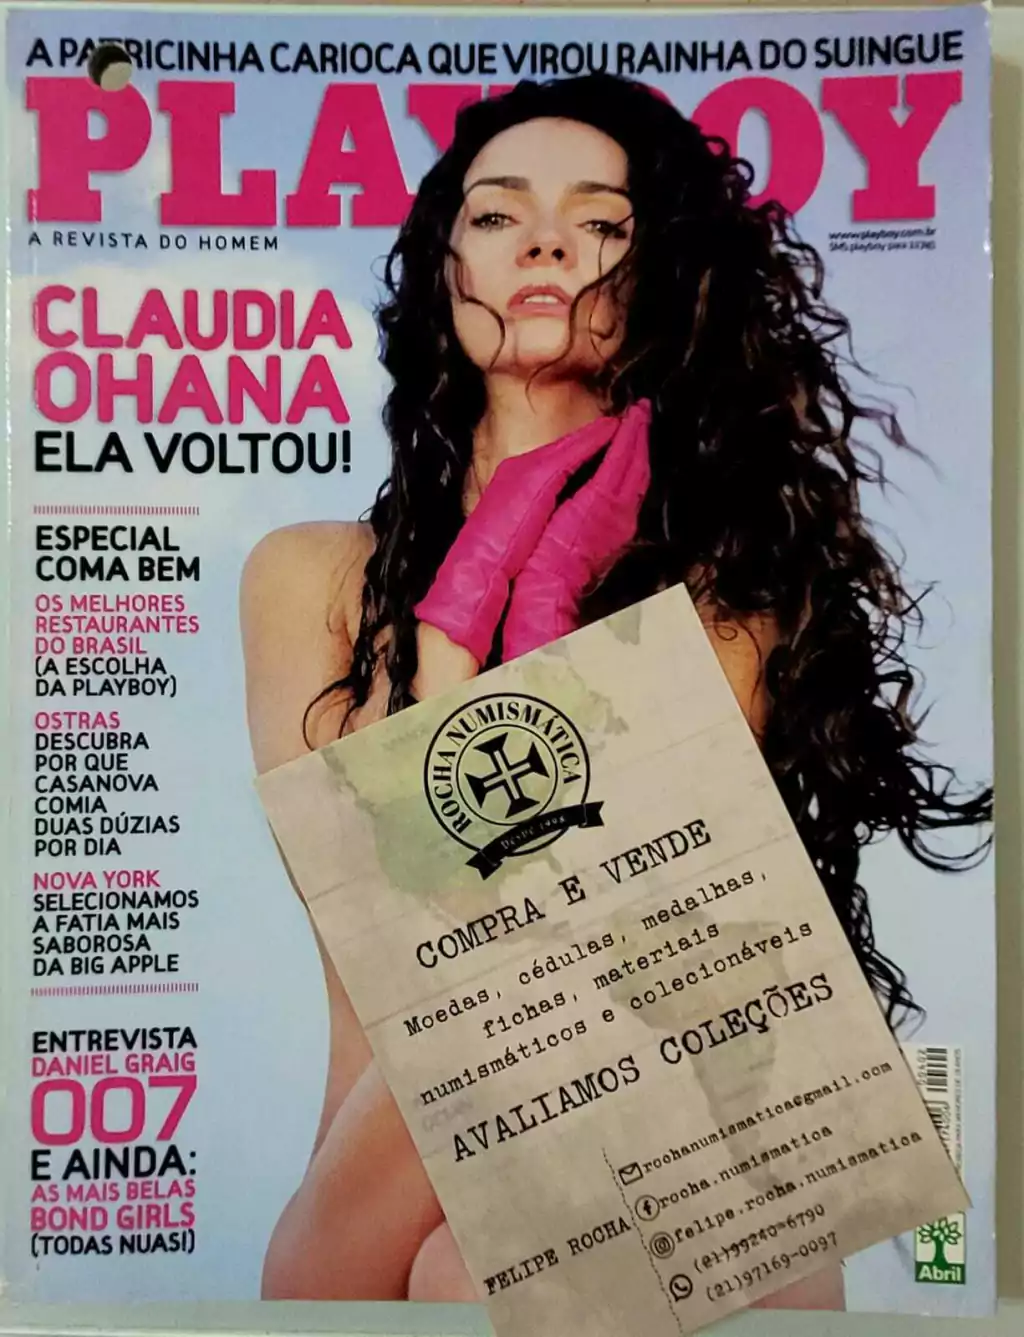 A PATRICINHA CARIOCA QUE VIROU RAINHA DO SUINGUE
PLAYBOY
A REVISTA DO HOMEM
www.playboy.com.br
CLAUDIA
OHANA
ELA VOLTOU!
ESPECIAL
COMA BEM
OS MELHORES
RESTAURANTES
DO BRASIL
(A ESCOLHA
DA PLAYBOY)
OSTRAS
DESCUBRA
POR QUE
CASANOVA
COMIA
DUAS DÚZIAS
POR DIA
NOVA YORK
SELECIONAMOS
A FATIA MAIS
SABOROSA
DA BIG APPLE
ENTREVISTA
DANIEL GRAIG
007
E AINDA:
AS MAIS BELAS
BOND GIRLS
(TODAS NUAS!)
ROCHA NUMISMÁTICA
DESDE 1998
COMPRA E VENDE
Moedas, cédulas, medalhas,
fichas, materiais
numismáticos e colecionáveis
AVALIAMOS COLEÇÕES
FELIPE ROCHA
rochanumismatica@gmail.com
rocha.numismatica
felipe.rocha.numismatica
(21)99240-6790
(21)97169-0097
00402
Abril